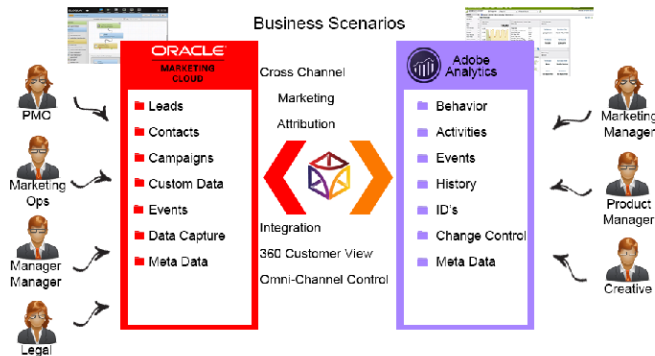 Business Scenarios
ORACLE
MARKETING
CLOUD
Leads
Contacts
Campaigns
Custom Data
Events
Data Capture
Meta Data
Cross Channel
Marketing
Attribution
Integration
360 Customer View
Omni-Channel Control
Adobe
Analytics
Behavior
Activities
Events
History
ID's
Change Control
Meta Data
PMO
Marketing
Ops
Manager
Manager
Legal
Marketing
Manager
Product
Manager
Creative